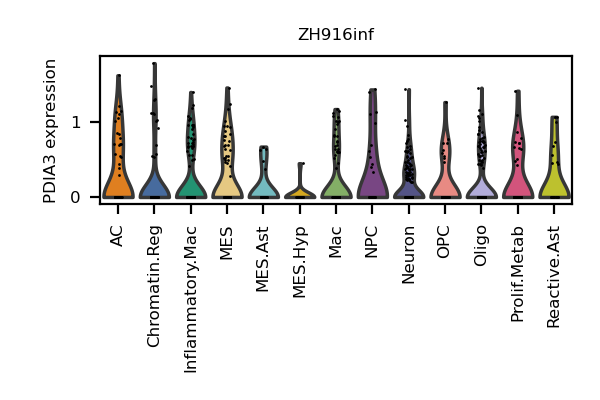 ZH916inf
PDIA3 expression
1
0
AC
Chromatin.Reg
Inflammatory.Mac
MES
MES.Ast
MES.Hyp
Mac
NPC
Neuron
OPC
Oligo
Prolif.Metab
Reactive.Ast